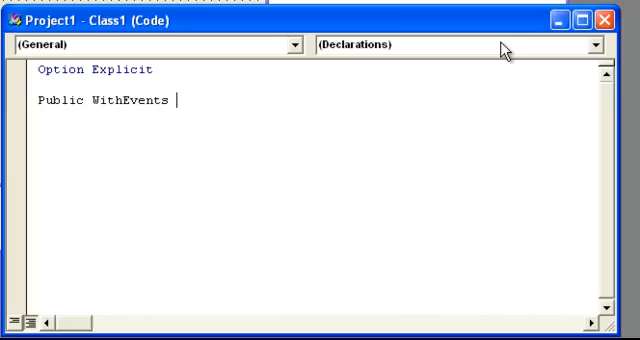 Project1 - Class1 (Code)
(General)
(Declarations)
Option Explicit
Public WithEvents